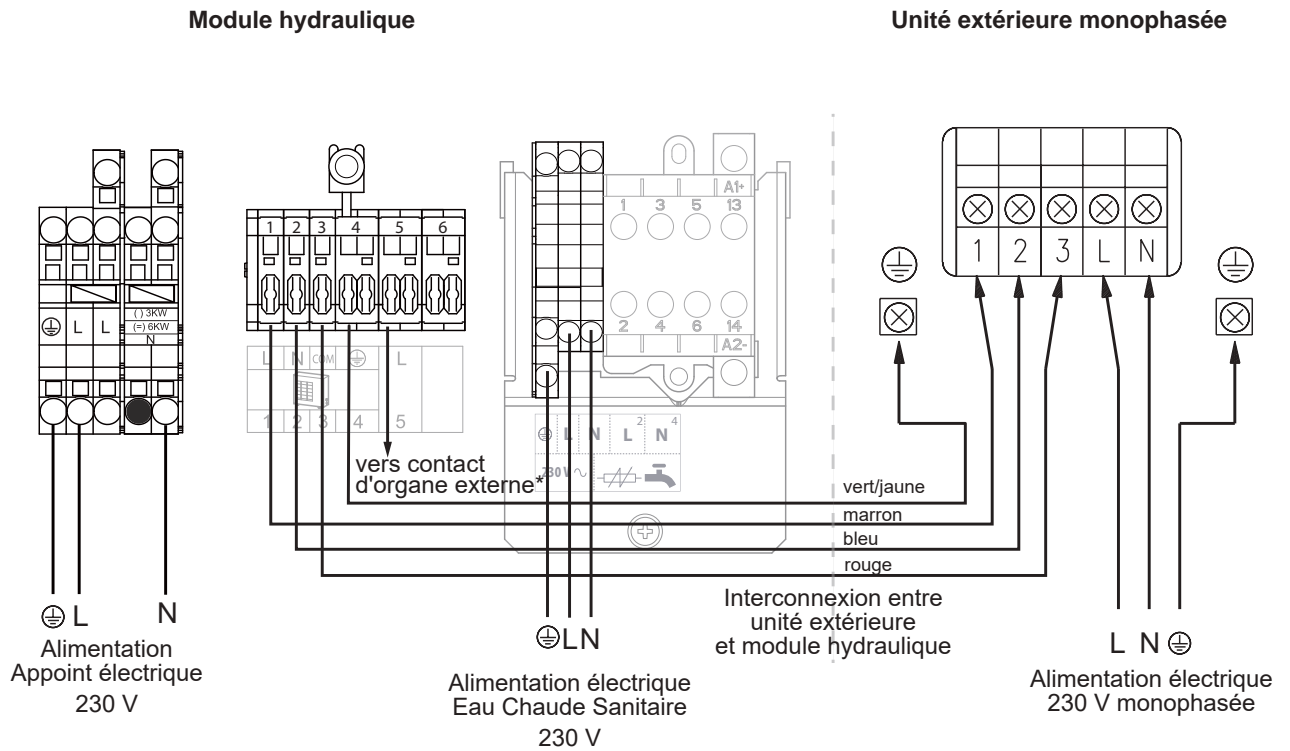 Module hydraulique
Unité extérieure monophasée
1 2 3 4 5 6
A1+
1 3 5 13
2 4 6 14
A2-
1 2 3 L N
L L
( ) 3KW
(=) 6KW
N
L N COM L
1 2 3 4 5
L N L 2 N 4
230 V ~
vers contact
d'organe externe*
vert/jaune
marron
bleu
rouge
Interconnexion entre
unité extérieure
et module hydraulique
L N
Alimentation
Appoint électrique
230 V
L N
Alimentation électrique
Eau Chaude Sanitaire
230 V
L N
Alimentation électrique
230 V monophasée